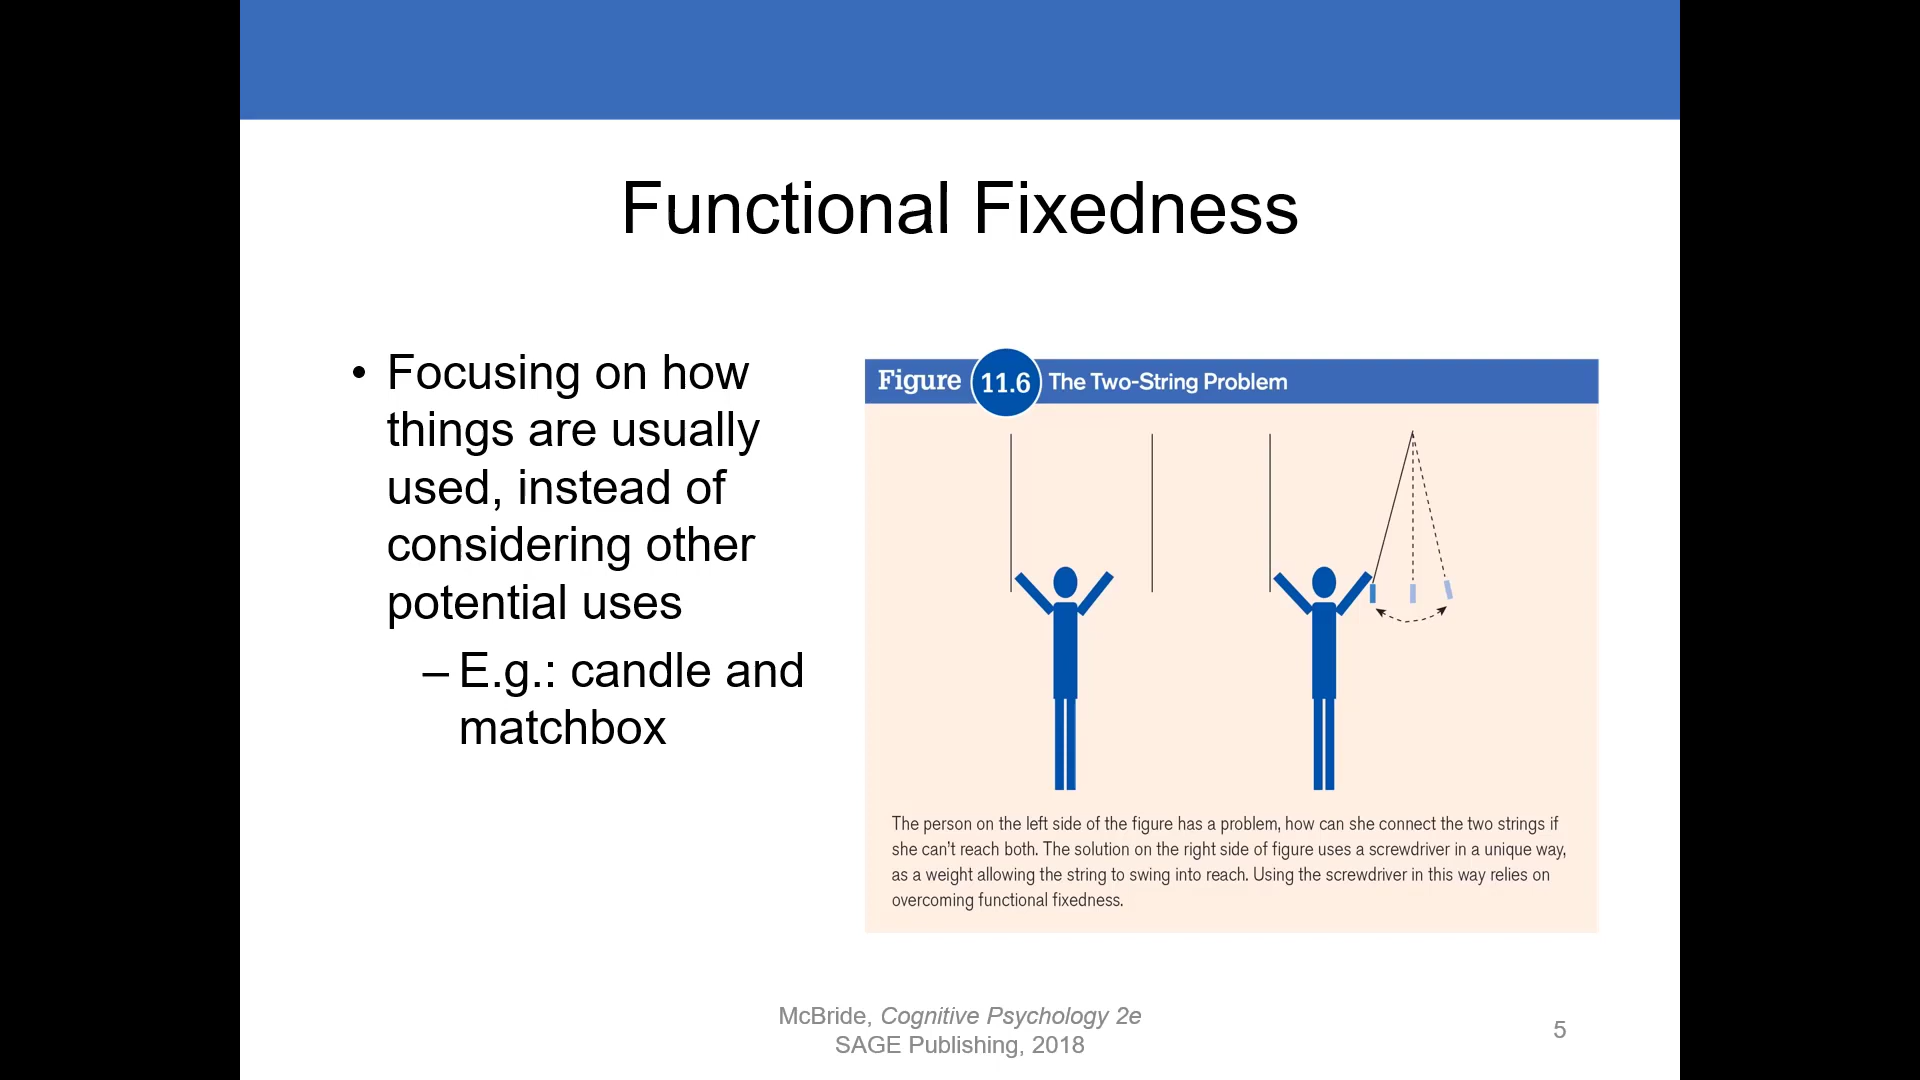 Functional Fixedness
• Focusing on how
things are usually
used, instead of
considering other
potential uses
– E.g.: candle and
matchbox
Figure 11.6 The Two-String Problem
The person on the left side of the figure has a problem, how can she connect the two strings if
she can't reach both. The solution on the right side of figure uses a screwdriver in a unique way,
as a weight allowing the string to swing into reach. Using the screwdriver in this way relies on
overcoming functional fixedness.
McBride, Cognitive Psychology 2e
SAGE Publishing, 2018
5